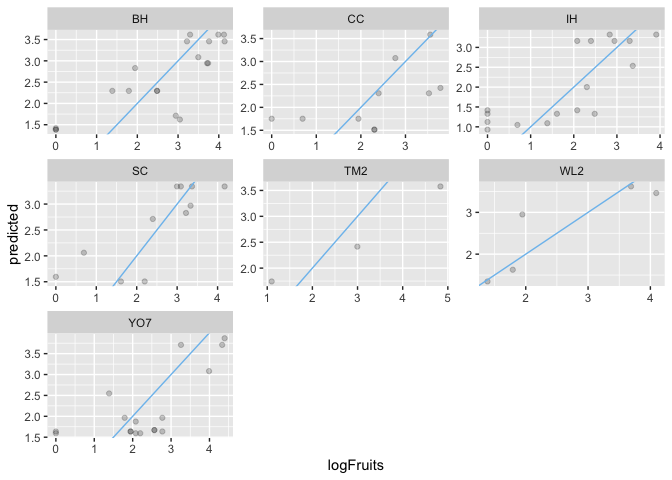 BH CC IH
3.5 3.0 2.5 2.0 1.5
0 1 2 3 4
3.5 3.0 2.5 2.0 1.5
0 1 2 3
3.0 2.5 2.0 1.5 1.0
0 1 2 3 4
SC TM2 WL2
3.0 2.5 2.0 1.5
0 1 2 3 4
3.5 3.0 2.5 2.0
1 2 3 4 5
3 2
2 3 4
predicted
YO7
3.5 3.0 2.5 2.0 1.5
0 1 2 3 4
logFruits